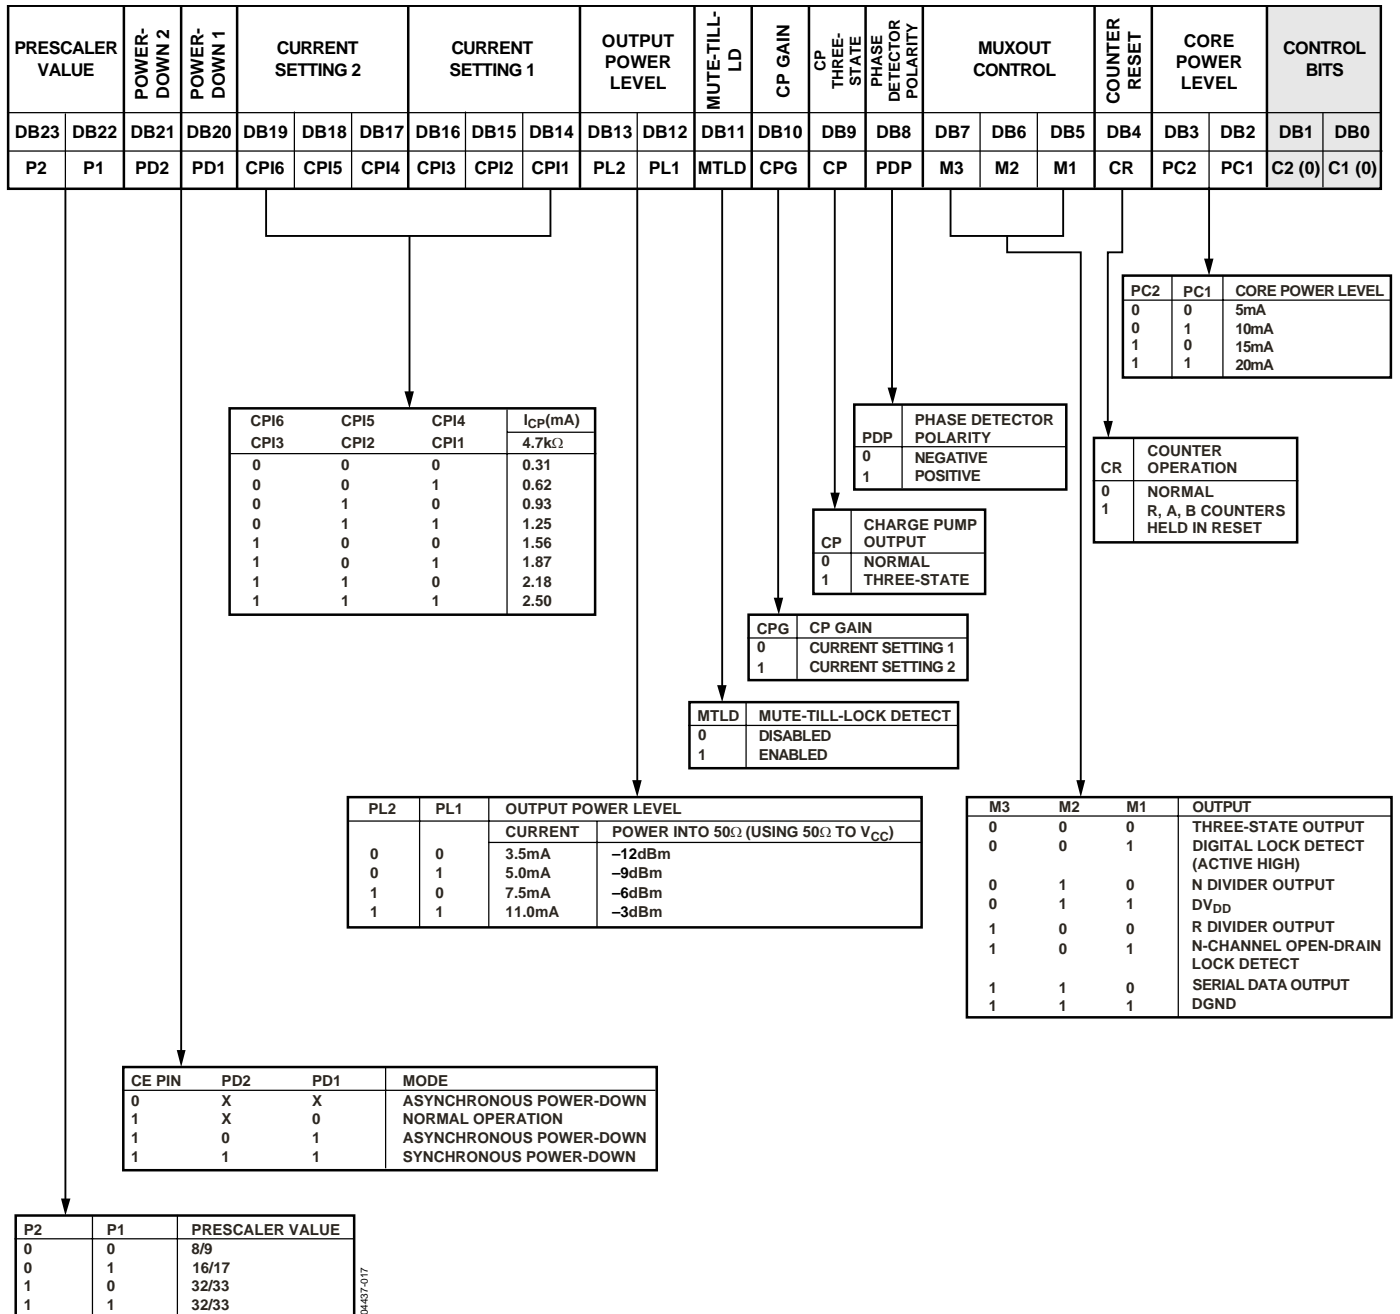 PRESCALER VALUE
POWER-DOWN 2
POWER-DOWN 1
CURRENT SETTING 2
CURRENT SETTING 1
OUTPUT POWER LEVEL
MUTE-TILL-LD
CP GAIN
CP THREE-STATE
PHASE DETECTOR POLARITY
MUXOUT CONTROL
COUNTER RESET
CORE POWER LEVEL
CONTROL BITS
DB23 DB22 DB21 DB20 DB19 DB18 DB17 DB16 DB15 DB14 DB13 DB12 DB11 DB10 DB9 DB8 DB7 DB6 DB5 DB4 DB3 DB2 DB1 DB0
P2 P1 PD2 PD1 CPI6 CPI5 CPI4 CPI3 CPI2 CPI1 PL2 PL1 MTLD CPG CP PDP M3 M2 M1 CR PC2 PC1 C2 (0) C1 (0)
PC2 PC1 CORE POWER LEVEL
0 0 5mA
0 1 10mA
1 0 15mA
1 1 20mA
CPI6 CPI5 CPI4 ICP(mA)
CPI3 CPI2 CPI1 4.7kΩ
0 0 0 0.31
0 0 1 0.62
0 1 0 0.93
0 1 1 1.25
1 0 0 1.56
1 0 1 1.87
1 1 0 2.18
1 1 1 2.50
PHASE DETECTOR
PDP POLARITY
0 NEGATIVE
1 POSITIVE
COUNTER
CR OPERATION
0 NORMAL
1 R, A, B COUNTERS
HELD IN RESET
CHARGE PUMP
CP OUTPUT
0 NORMAL
1 THREE-STATE
CPG CP GAIN
0 CURRENT SETTING 1
1 CURRENT SETTING 2
MTLD MUTE-TILL-LOCK DETECT
0 DISABLED
1 ENABLED
PL2 PL1 OUTPUT POWER LEVEL
CURRENT POWER INTO 50Ω (USING 50Ω TO VCC)
0 0 3.5mA –12dBm
0 1 5.0mA –9dBm
1 0 7.5mA –6dBm
1 1 11.0mA –3dBm
M3 M2 M1 OUTPUT
0 0 0 THREE-STATE OUTPUT
0 0 1 DIGITAL LOCK DETECT
(ACTIVE HIGH)
0 1 0 N DIVIDER OUTPUT
0 1 1 DVDD
1 0 0 R DIVIDER OUTPUT
1 0 1 N-CHANNEL OPEN-DRAIN
LOCK DETECT
1 1 0 SERIAL DATA OUTPUT
1 1 1 DGND
CE PIN PD2 PD1 MODE
0 X X ASYNCHRONOUS POWER-DOWN
1 X 0 NORMAL OPERATION
1 0 1 ASYNCHRONOUS POWER-DOWN
1 1 1 SYNCHRONOUS POWER-DOWN
P2 P1 PRESCALER VALUE
0 0 8/9
0 1 16/17
1 0 32/33
1 1 32/33
04437-017